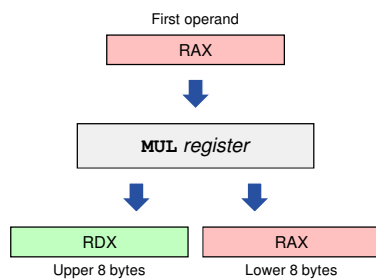 First operand
RAX
MUL register
RDX RAX
Upper 8 bytes Lower 8 bytes